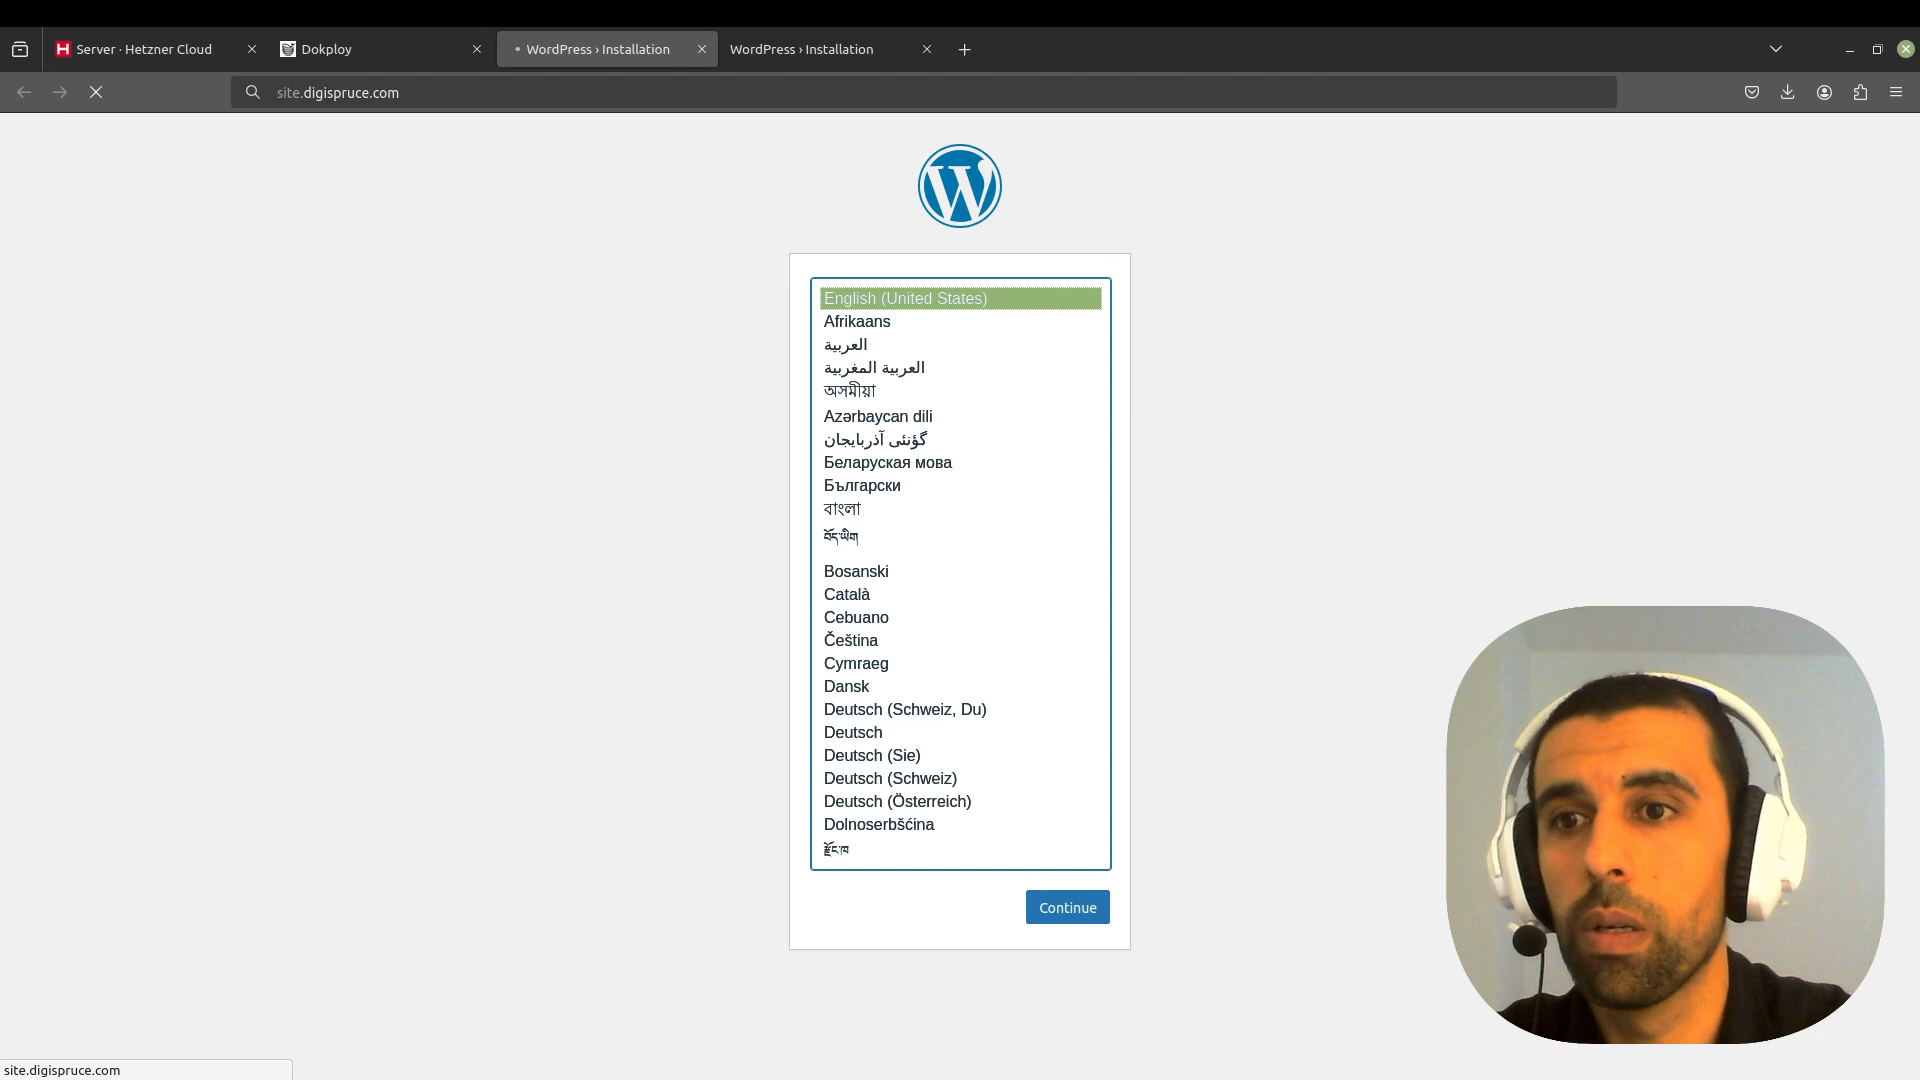 Server · Hetzner Cloud
Dokploy
WordPress › Installation
WordPress › Installation
site.digispruce.com
English (United States)
Afrikaans
العربية
العربية المغربية
অসমীয়া
Azərbaycan dili
گؤنئی آذربایجان
Беларуская мова
Български
বাংলা
བོད་ཡིག
Bosanski
Català
Cebuano
Čeština
Cymraeg
Dansk
Deutsch (Schweiz, Du)
Deutsch
Deutsch (Sie)
Deutsch (Schweiz)
Deutsch (Österreich)
Dolnoserbšćina
རྫོང་ཁ
Continue
site.digispruce.com